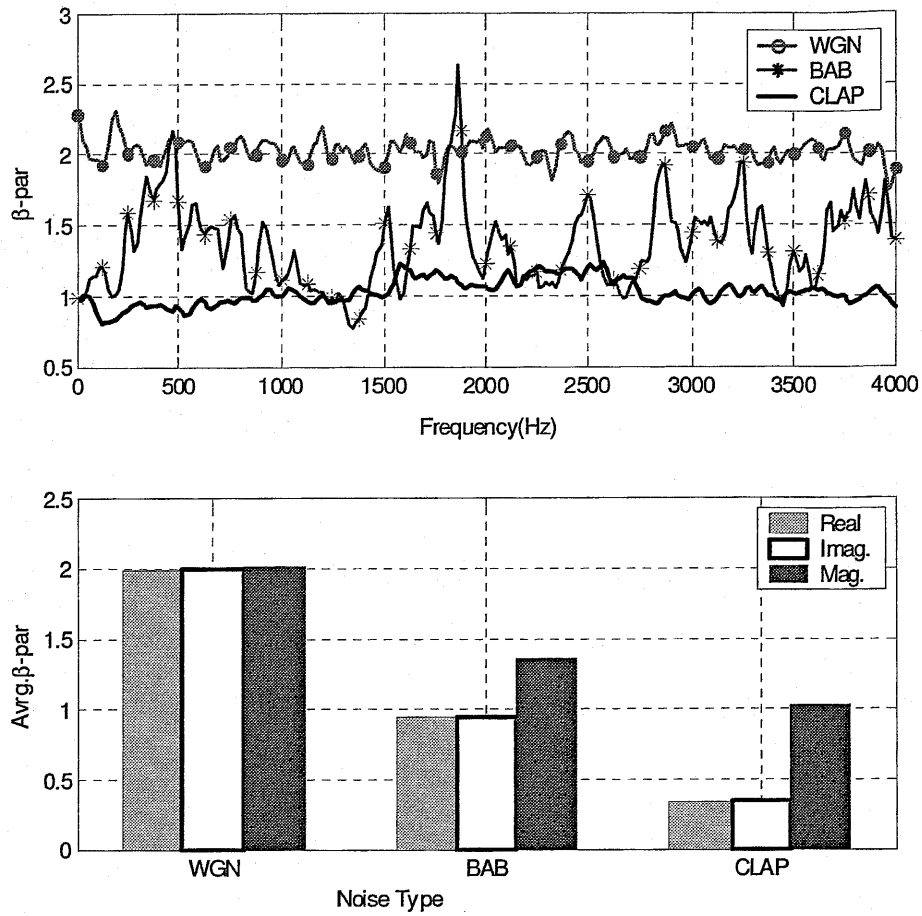 3
2.5
2
1.5
1
0.5
β-par
WGN
BAB
CLAP
0 500 1000 1500 2000 2500 3000 3500 4000
Frequency(Hz)
2.5
2
1.5
1
0.5
0
Avrg.β-par
Real
Imag.
Mag.
WGN BAB CLAP
Noise Type